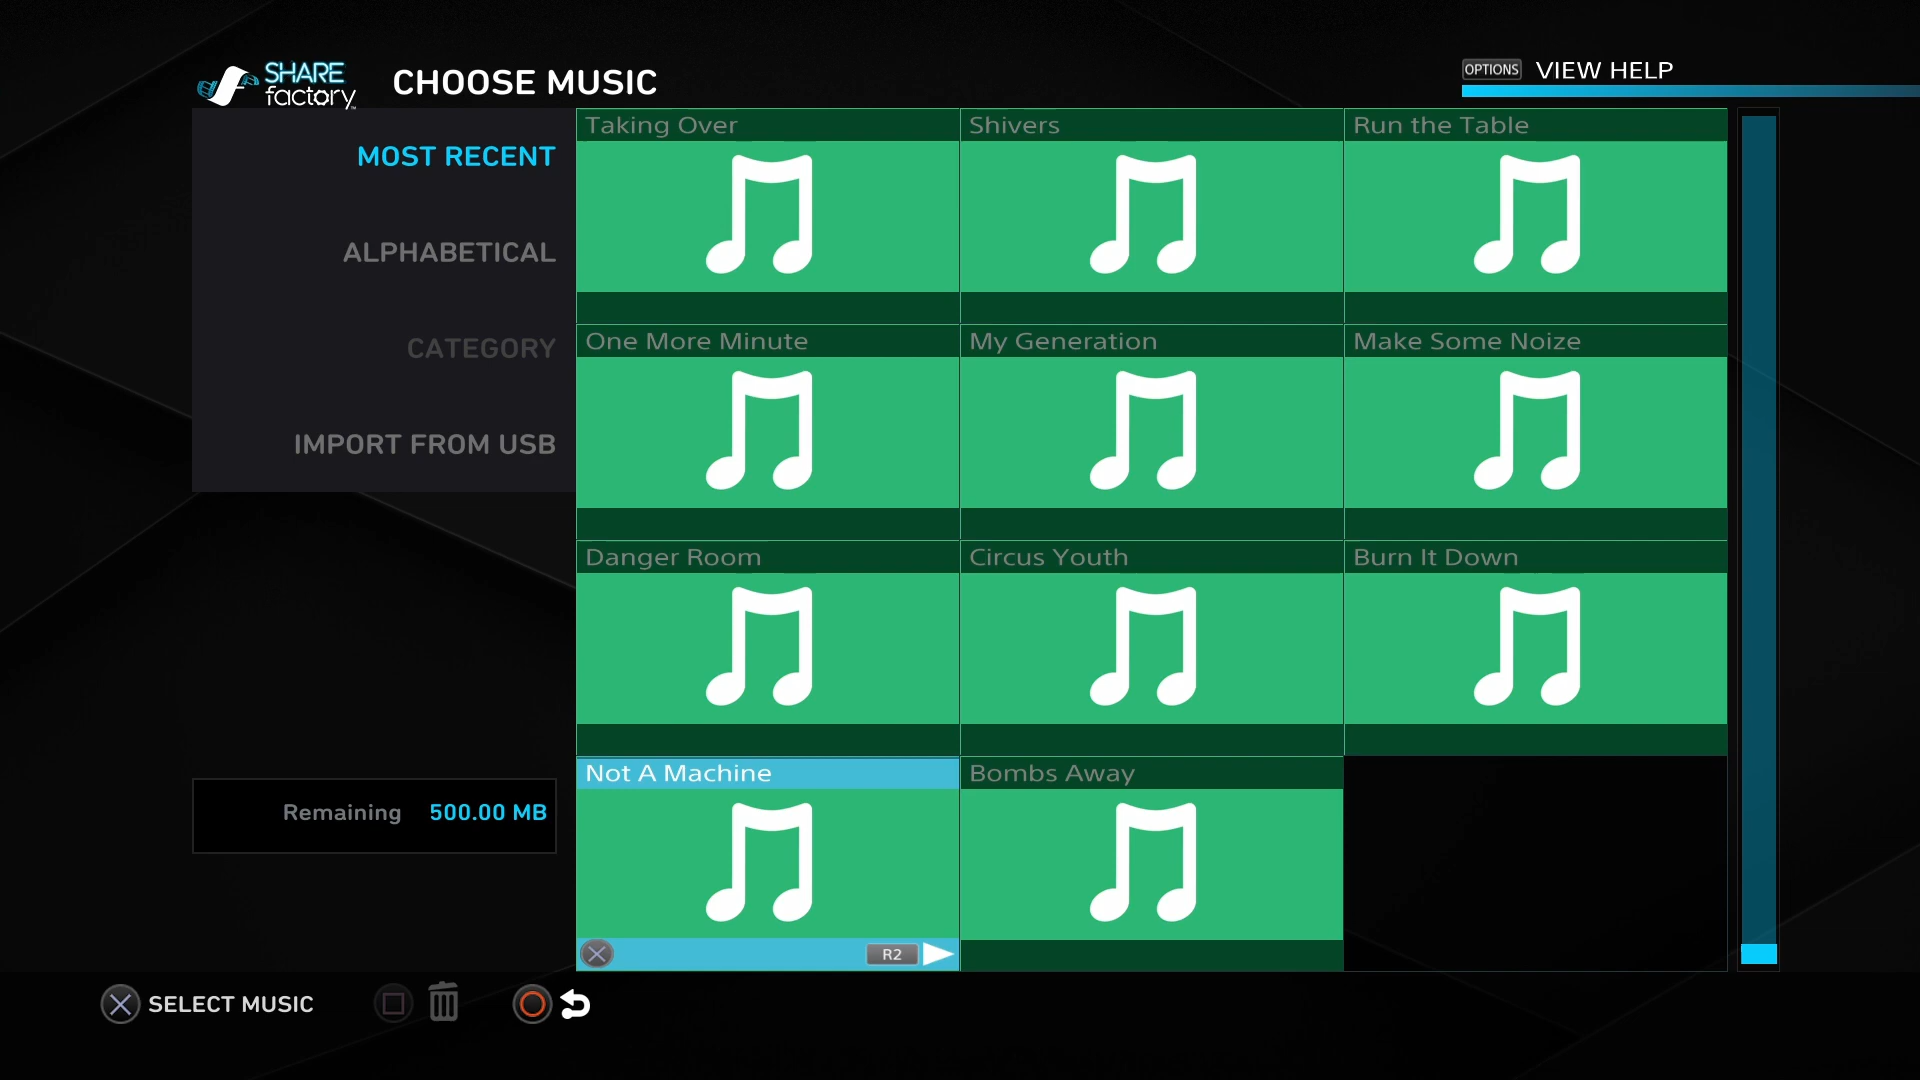 SHARE
factory™
CHOOSE MUSIC
OPTIONS VIEW HELP
MOST RECENT
ALPHABETICAL
CATEGORY
IMPORT FROM USB
Taking Over
Shivers
Run the Table
One More Minute
My Generation
Make Some Noize
Danger Room
Circus Youth
Burn It Down
Not A Machine
Bombs Away
R2
Remaining 500.00 MB
SELECT MUSIC